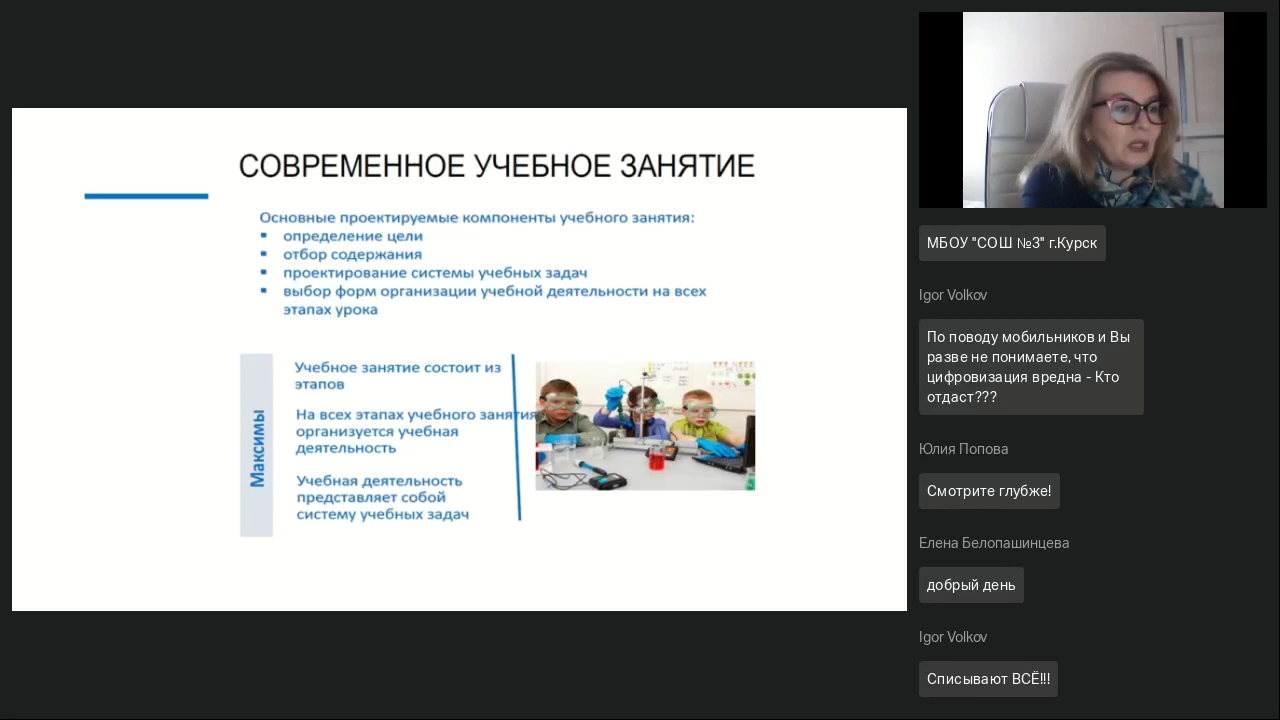 СОВРЕМЕННОЕ УЧЕБНОЕ ЗАНЯТИЕ
Основные проектируемые компоненты учебного занятия:
▪ определение цели
▪ отбор содержания
▪ проектирование системы учебных задач
▪ выбор форм организации учебной деятельности на всех
этапах урока
Максимы
Учебное занятие состоит из
этапов
На всех этапах учебного занятия
организуется учебная
деятельность
Учебная деятельность
представляет собой
систему учебных задач
МБОУ "СОШ №3" г.Курск
Igor Volkov
По поводу мобильников и Вы
разве не понимаете, что
цифровизация вредна - Кто
отдаст???
Юлия Попова
Смотрите глубже!
Елена Белопашинцева
добрый день
Igor Volkov
Списывают ВСЁ!!!